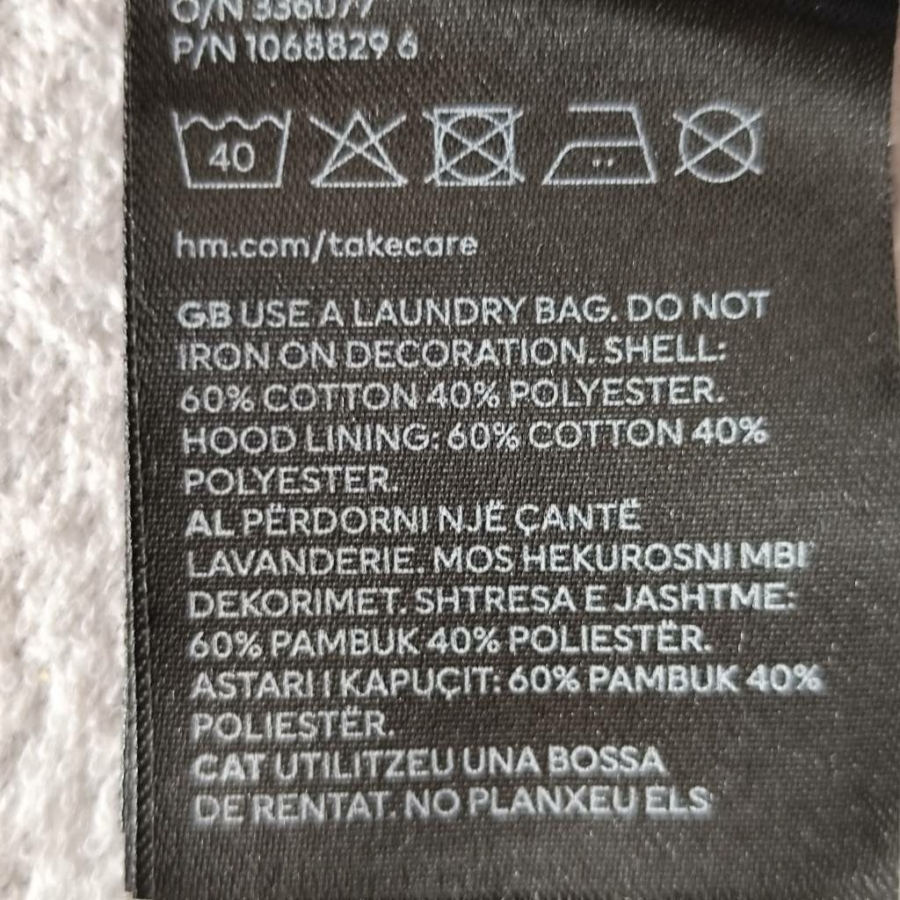 O/N 336077
P/N 1068829 6
40
hm.com/takecare
GB USE A LAUNDRY BAG. DO NOT
IRON ON DECORATION. SHELL:
60% COTTON 40% POLYESTER.
HOOD LINING: 60% COTTON 40%
POLYESTER.
AL PËRDORNI NJË ÇANTË
LAVANDERIE. MOS HEKUROSNI MBI
DEKORIMET. SHTRESA E JASHTME:
60% PAMBUK 40% POLIESTËR.
ASTARI I KAPUÇIT: 60% PAMBUK 40%
POLIESTËR.
CAT UTILITZEU UNA BOSSA
DE RENTAT. NO PLANXEU ELS